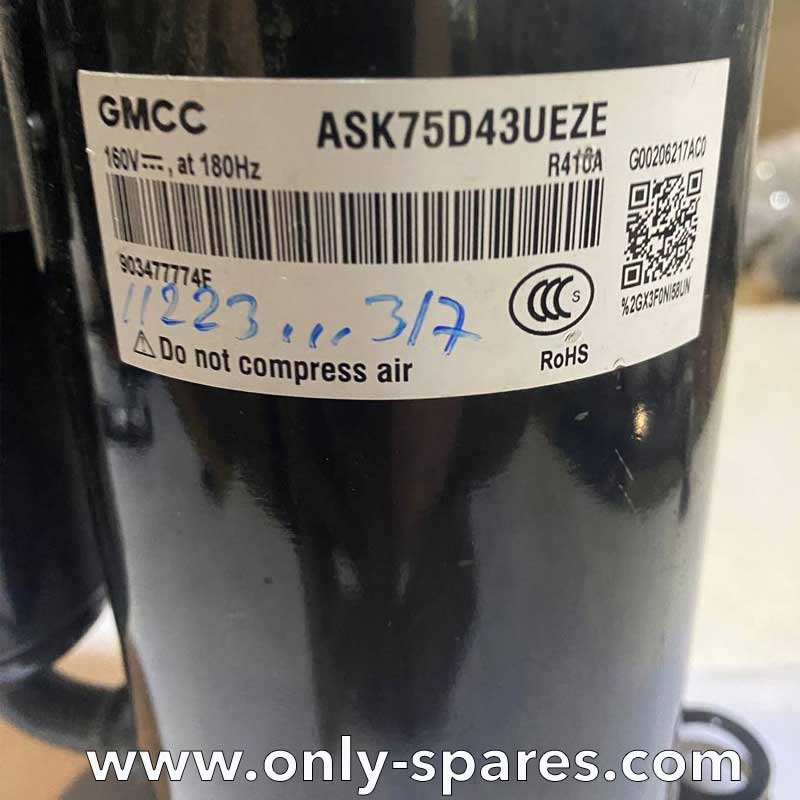 GMCC ASK75D43UEZE
160V⎓, at 180Hz R410A G00206217AC0
903477774F
%2GX3F0NI58UN
11223....3/7
CCC S
⚠Do not compress air RoHS
www.only-spares.com